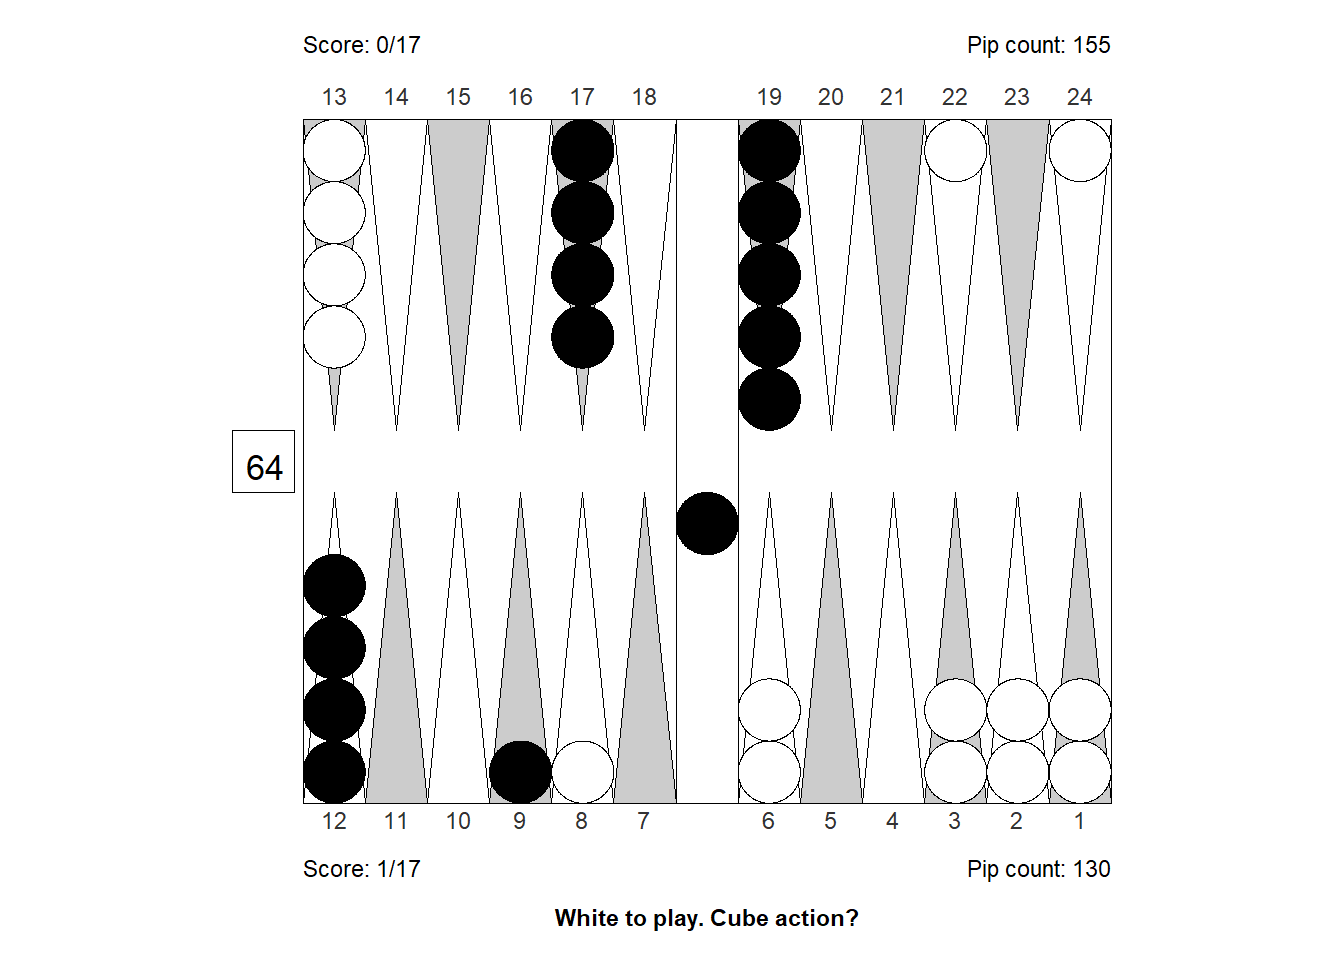 Score: 0/17 Pip count: 155
13 14 15 16 17 18 19 20 21 22 23 24
64
12 11 10 9 8 7 6 5 4 3 2 1
Score: 1/17 Pip count: 130
White to play. Cube action?